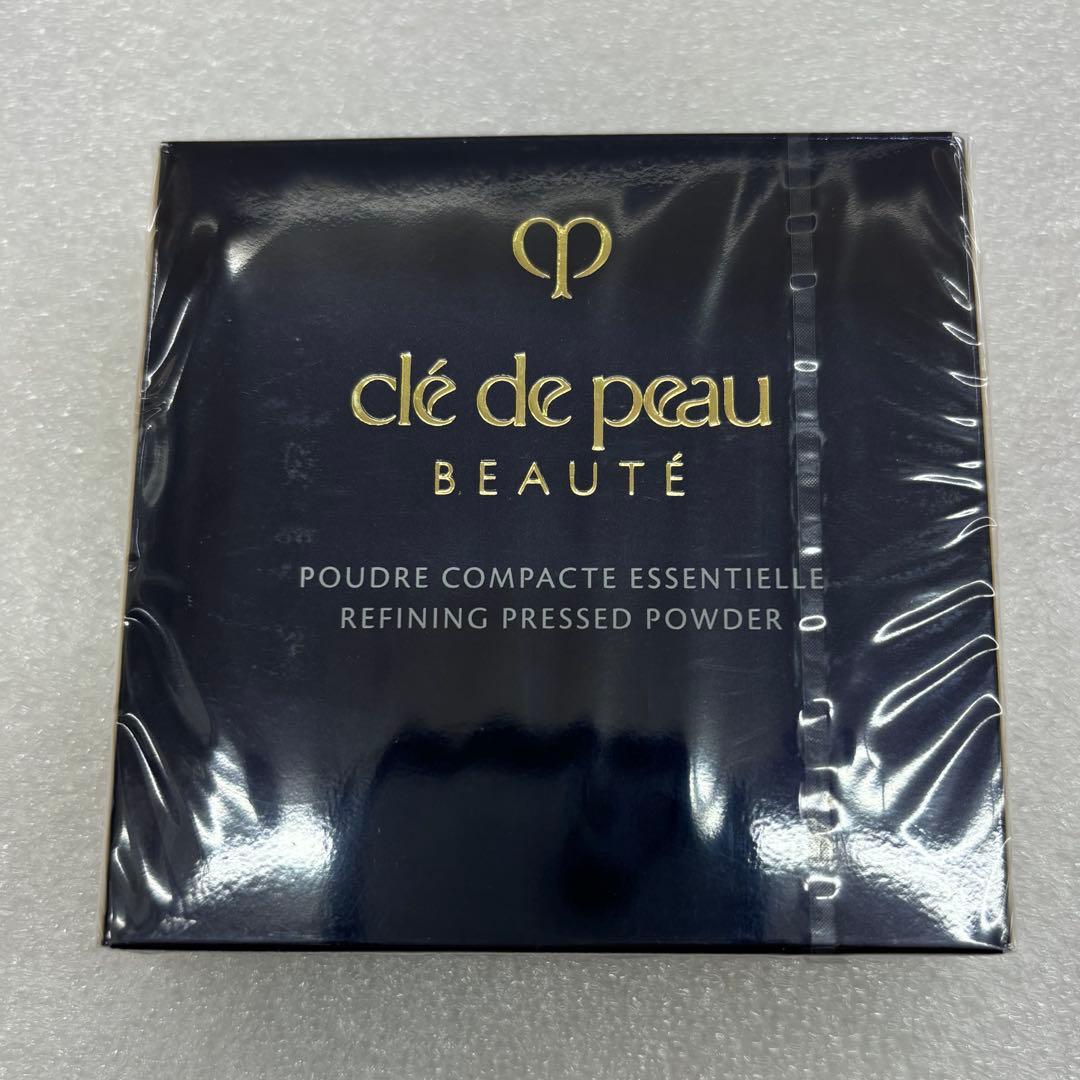 clé de peau
BEAUTÉ
POUDRE COMPACTE ESSENTIELLE
REFINING PRESSED POWDER